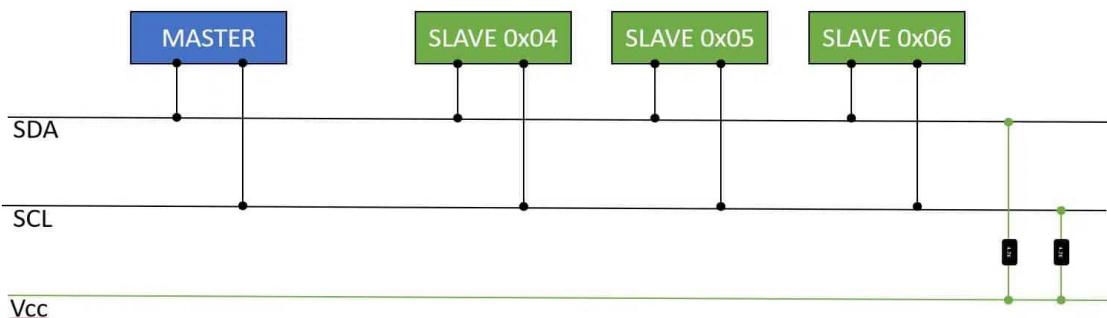 MASTER
SLAVE 0x04
SLAVE 0x05
SLAVE 0x06
SDA
SCL
Vcc